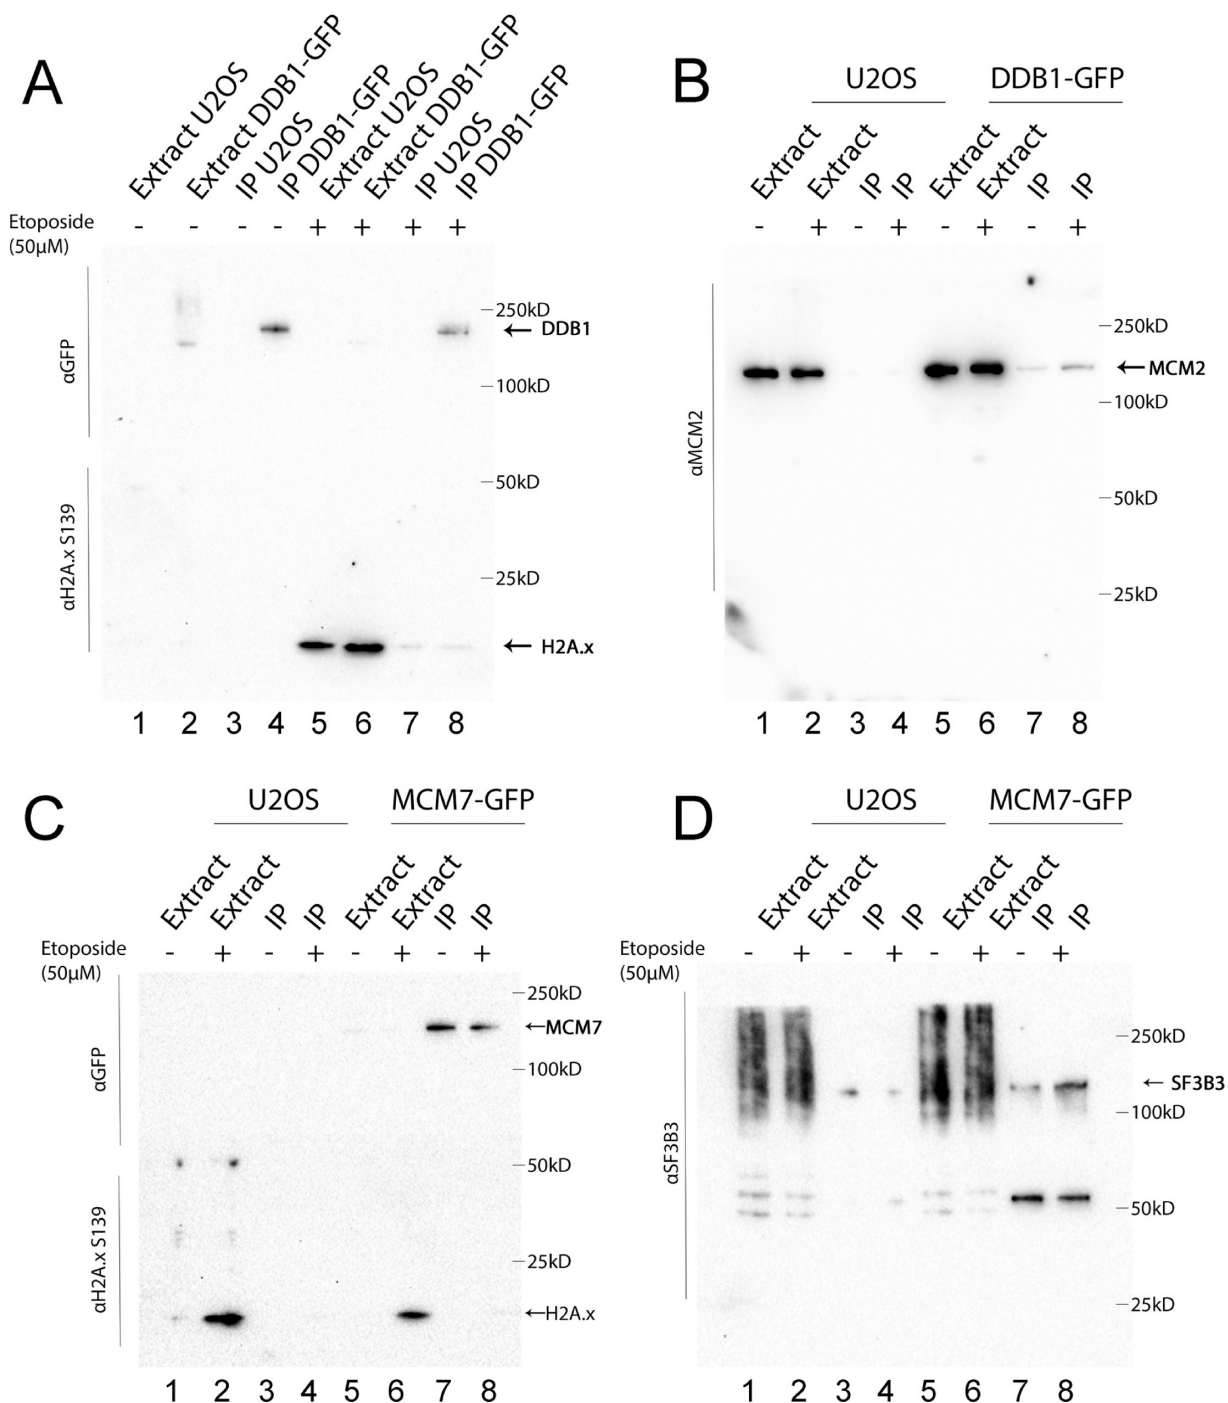 A
Extract U2OS
Extract DDB1-GFP
IP U2OS
IP DDB1-GFP
Extract U2OS
Extract DDB1-GFP
IP U2OS
IP DDB1-GFP
Etoposide
(50µM)
- - - - + + + +
αGFP
αH2A.x S139
250kD
← DDB1
100kD
50kD
25kD
← H2A.x
1 2 3 4 5 6 7 8
B
U2OS DDB1-GFP
Extract
Extract
IP
IP
Extract
Extract
IP
IP
- + - + - + - +
αMCM2
250kD
←MCM2
100kD
50kD
25kD
1 2 3 4 5 6 7 8
C
U2OS MCM7-GFP
Extract
Extract
IP
IP
Extract
Extract
IP
IP
Etoposide
(50µM)
- + - + - + - +
αGFP
αH2A.x S139
250kD
←MCM7
100kD
50kD
25kD
←H2A.x
1 2 3 4 5 6 7 8
D
U2OS MCM7-GFP
Extract
Extract
IP
IP
Extract
Extract
IP
IP
Etoposide
(50µM)
- + - + - + - +
αSF3B3
250kD
← SF3B3
100kD
50kD
25kD
1 2 3 4 5 6 7 8